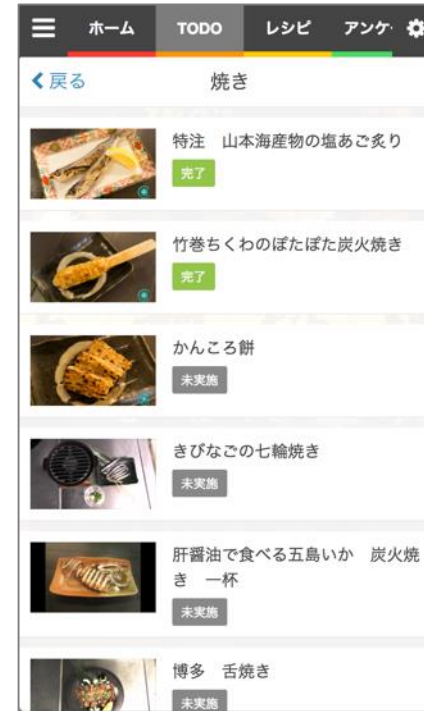 ホーム TODO レシピ アンケ
戻る 焼き
特注　山本海産物の塩あご炙り
完了
竹巻ちくわのぽたぽた炭火焼き
完了
かんころ餅
未実施
きびなごの七輪焼き
未実施
肝醤油で食べる五島いか　炭火焼
き　一杯
未実施
博多　舌焼き
未実施